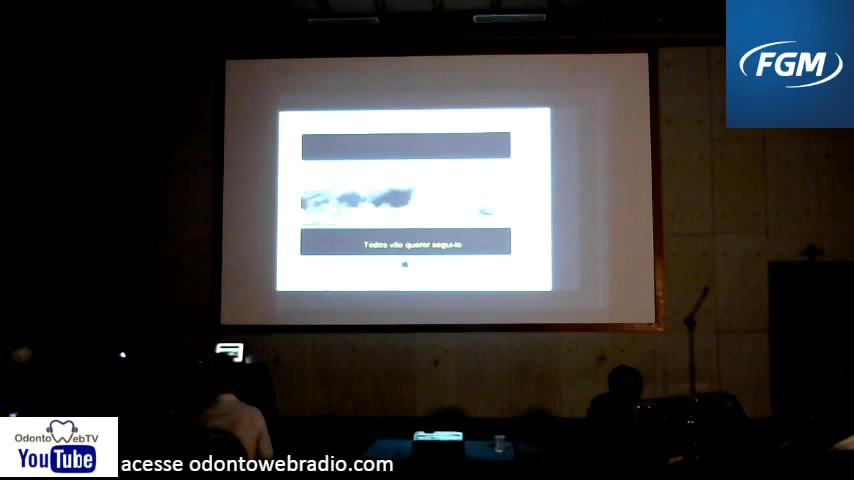 FGM
Todos vão querer segui-lo
OdontoWebTV
YouTube
acesse odontowebradio.com